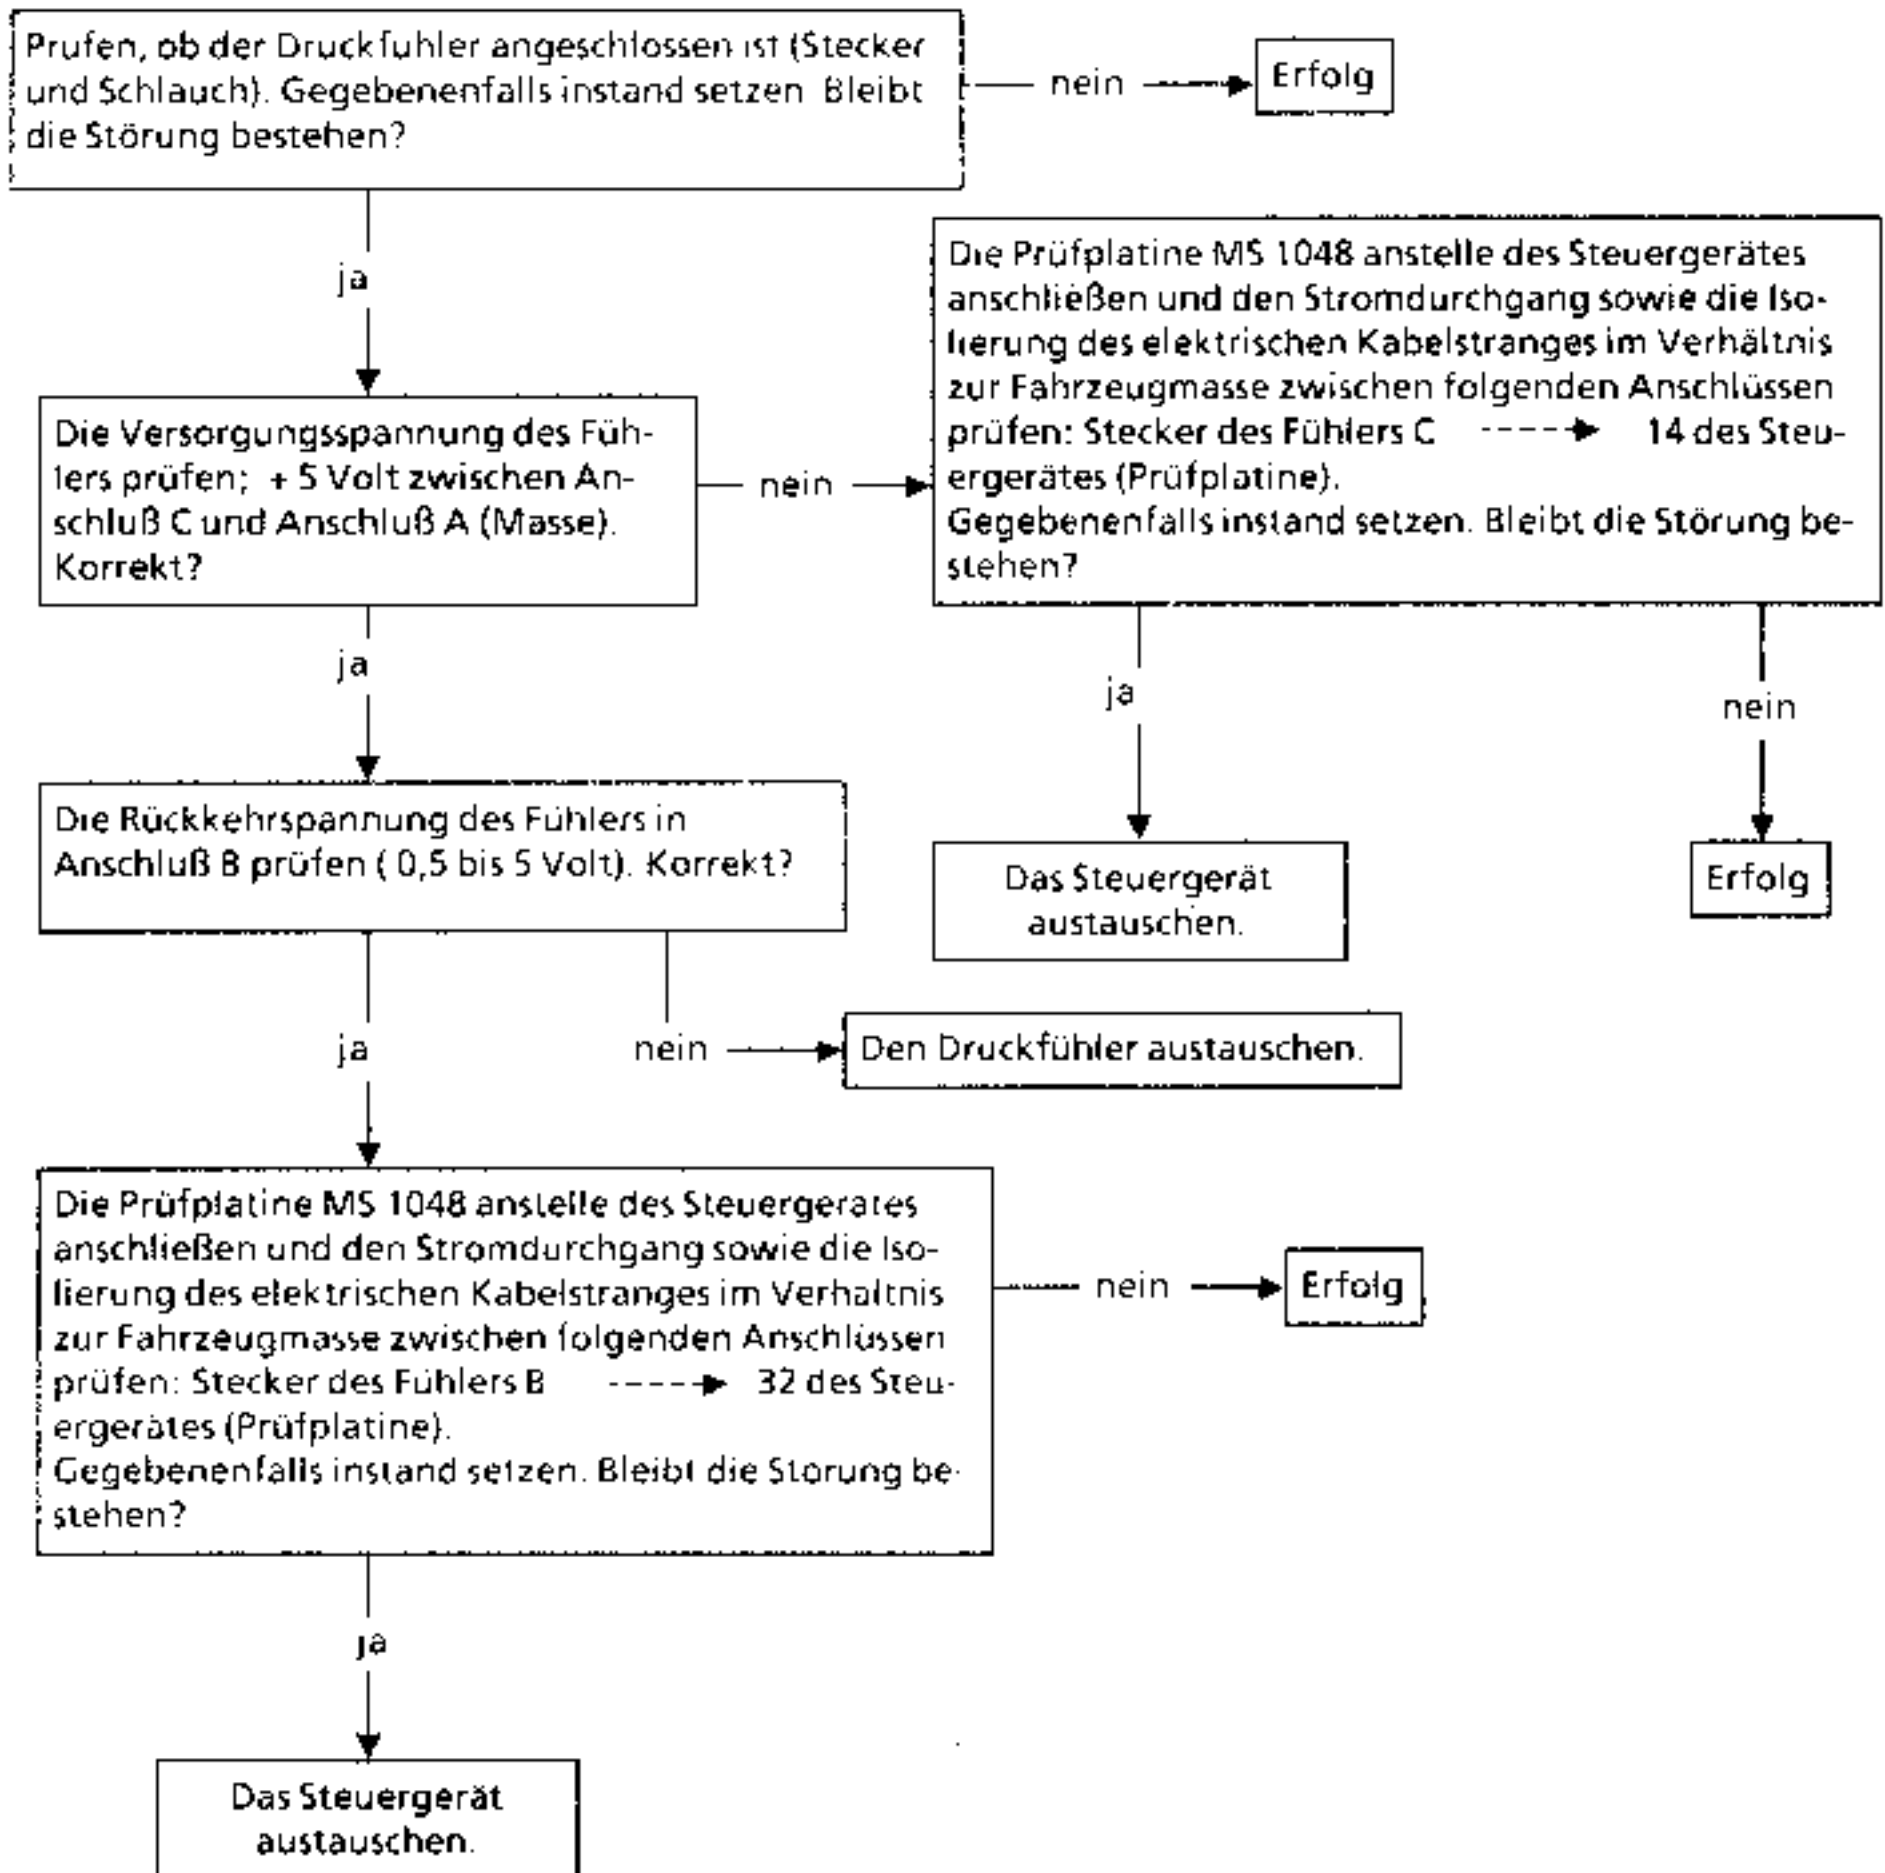 Prufen, ob der Druckfuhler angeschlossen ist (Stecker
und Schlauch). Gegebenenfalls instand setzen Bleibt
die Störung bestehen?
nein
Erfolg
ja
Die Versorgungsspannung des Füh-
lers prüfen; + 5 Volt zwischen An-
schluß C und Anschluß A (Masse).
Korrekt?
nein
Die Prüfplatine MS 1048 anstelle des Steuergerätes
anschließen und den Stromdurchgang sowie die Iso-
lierung des elektrischen Kabelstranges im Verhältnis
zur Fahrzeugmasse zwischen folgenden Anschlüssen
prüfen: Stecker des Fühlers C ----► 14 des Steu-
ergerätes (Prüfplatine).
Gegebenenfalls instand setzen. Bleibt die Störung be-
stehen?
ja
Das Steuergerät
austauschen.
nein
Erfolg
ja
Die Rückkehrspannung des Fühlers in
Anschluß B prüfen ( 0,5 bis 5 Volt). Korrekt?
nein
Den Druckfühler austauschen.
ja
Die Prüfplatine MS 1048 anstelle des Steuergerates
anschließen und den Stromdurchgang sowie die Iso-
lierung des elektrischen Kabelstranges im Verhaltnis
zur Fahrzeugmasse zwischen folgenden Anschlüssen
prüfen: Stecker des Fühlers B ----► 32 des Steu-
ergerätes (Prüfplatine).
Gegebenenfalls instand setzen. Bleibt die Storung be-
stehen?
nein
Erfolg
ja
Das Steuergerät
austauschen.